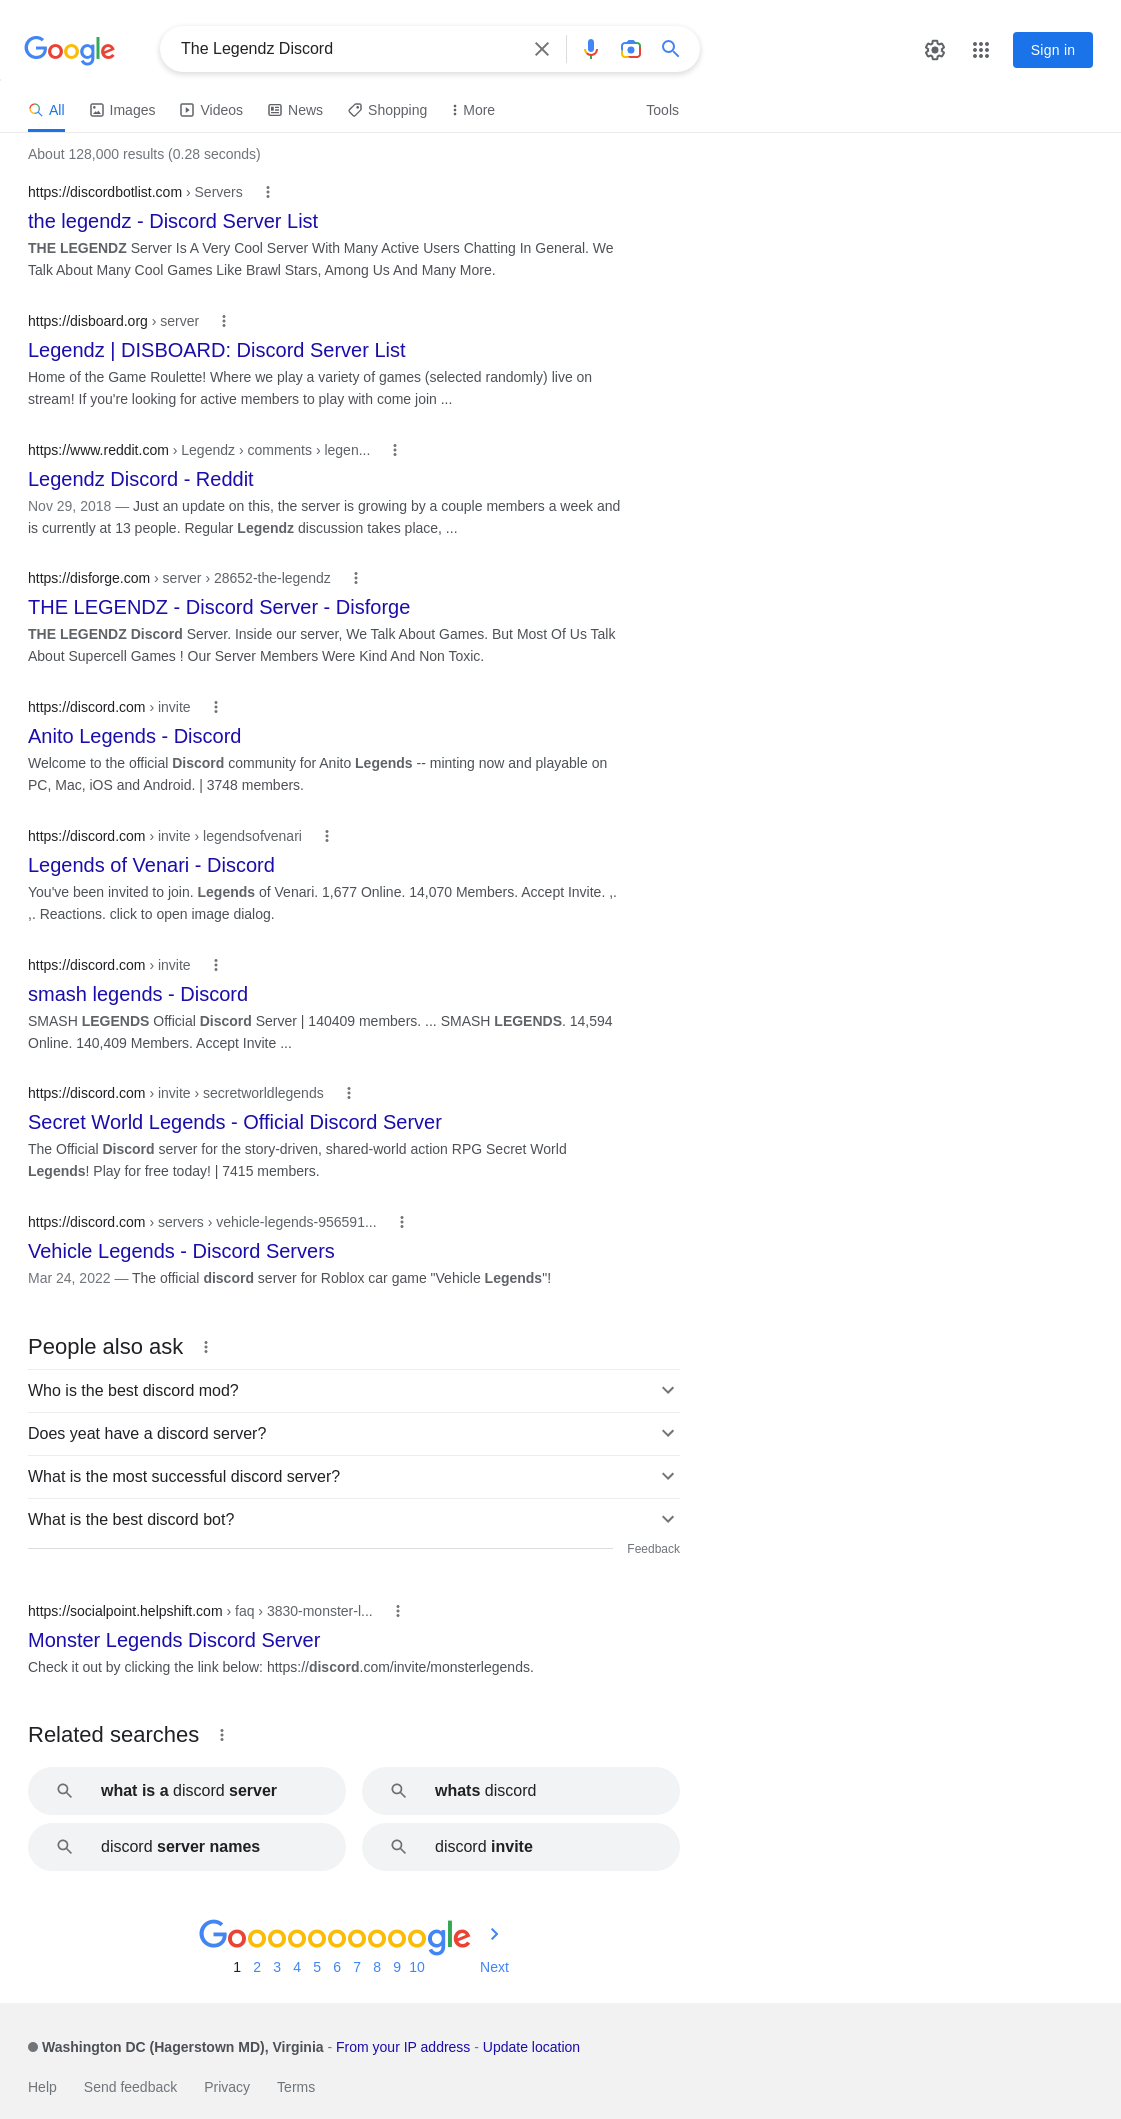 Google
The Legendz Discord
Sign in
All
Images
Videos
News
Shopping
More
Tools
About 128,000 results (0.28 seconds)
https://discordbotlist.com › Servers
the legendz - Discord Server List
THE LEGENDZ Server Is A Very Cool Server With Many Active Users Chatting In General. We
Talk About Many Cool Games Like Brawl Stars, Among Us And Many More.
https://disboard.org › server
Legendz | DISBOARD: Discord Server List
Home of the Game Roulette! Where we play a variety of games (selected randomly) live on
stream! If you're looking for active members to play with come join ...
https://www.reddit.com › Legendz › comments › legen...
Legendz Discord - Reddit
Nov 29, 2018 — Just an update on this, the server is growing by a couple members a week and
is currently at 13 people. Regular Legendz discussion takes place, ...
https://disforge.com › server › 28652-the-legendz
THE LEGENDZ - Discord Server - Disforge
THE LEGENDZ Discord Server. Inside our server, We Talk About Games. But Most Of Us Talk
About Supercell Games ! Our Server Members Were Kind And Non Toxic.
https://discord.com › invite
Anito Legends - Discord
Welcome to the official Discord community for Anito Legends -- minting now and playable on
PC, Mac, iOS and Android. | 3748 members.
https://discord.com › invite › legendsofvenari
Legends of Venari - Discord
You've been invited to join. Legends of Venari. 1,677 Online. 14,070 Members. Accept Invite. ,.
,. Reactions. click to open image dialog.
https://discord.com › invite
smash legends - Discord
SMASH LEGENDS Official Discord Server | 140409 members. ... SMASH LEGENDS. 14,594
Online. 140,409 Members. Accept Invite ...
https://discord.com › invite › secretworldlegends
Secret World Legends - Official Discord Server
The Official Discord server for the story-driven, shared-world action RPG Secret World
Legends! Play for free today! | 7415 members.
https://discord.com › servers › vehicle-legends-956591...
Vehicle Legends - Discord Servers
Mar 24, 2022 — The official discord server for Roblox car game "Vehicle Legends"!
People also ask
Who is the best discord mod?
Does yeat have a discord server?
What is the most successful discord server?
What is the best discord bot?
Feedback
https://socialpoint.helpshift.com › faq › 3830-monster-l...
Monster Legends Discord Server
Check it out by clicking the link below: https://discord.com/invite/monsterlegends.
Related searches
what is a discord server
whats discord
discord server names
discord invite
Goooooooooogle
1 2 3 4 5 6 7 8 9 10 Next
Washington DC (Hagerstown MD), Virginia - From your IP address - Update location
Help Send feedback Privacy Terms